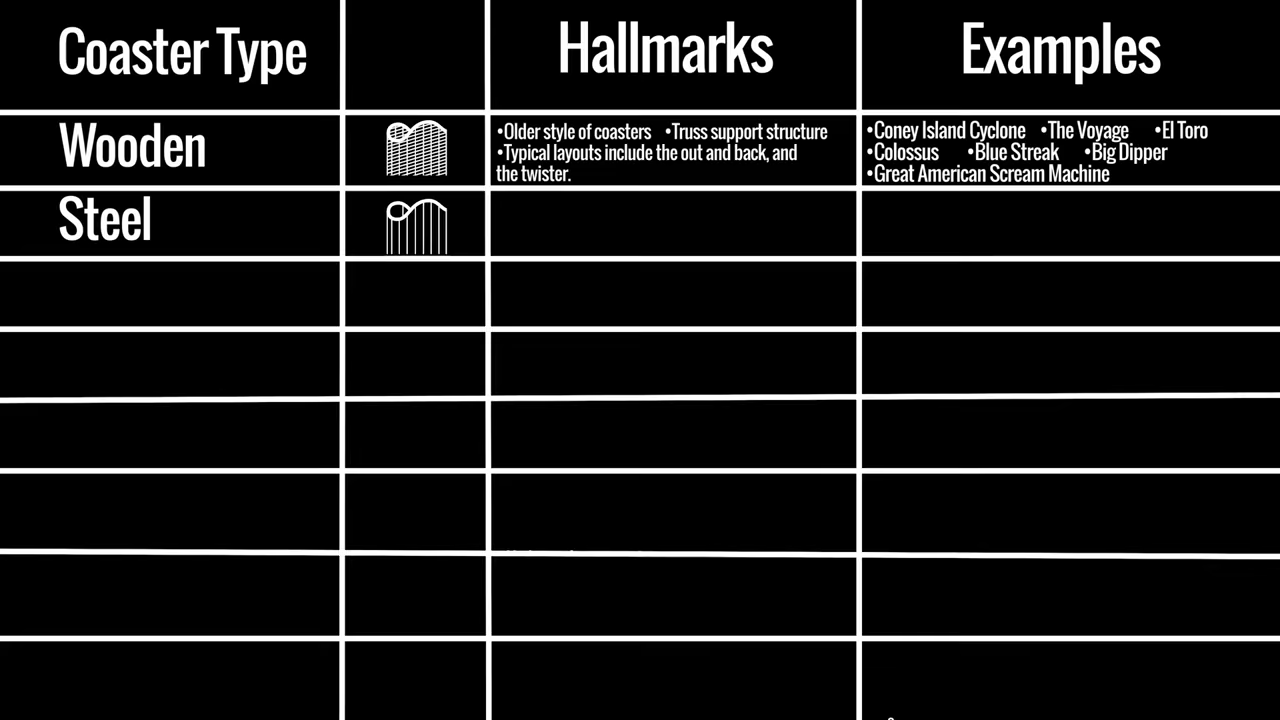 Coaster Type
Hallmarks
Examples
Wooden
•Older style of coasters •Truss support structure
•Typical layouts include the out and back, and
the twister.
•Coney Island Cyclone •The Voyage •El Toro
•Colossus •Blue Streak •Big Dipper
•Great American Scream Machine
Steel